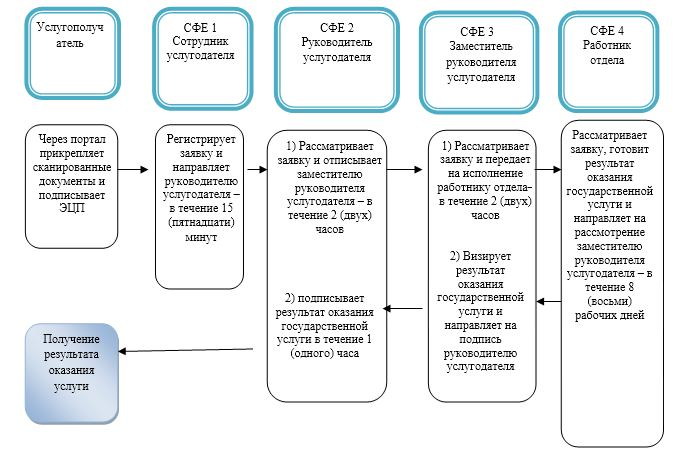 Услугополуч
атель
СФЕ 1
Сотрудник
услугодателя
СФЕ 2
Руководитель
услугодателя
СФЕ 3
Заместитель
руководителя
услугодателя
СФЕ 4
Работник
отдела
Через портал
прикрепляет
сканированные
документы и
подписывает
ЭЦП
Регистрирует
заявку и
направляет
руководителю
услугодателя –
в течение 15
(пятнадцати)
минут
1) Рассматривает
заявку и отписывает
заместителю
руководителя
услугодателя – в
течение 2 (двух)
часов
2) подписывает
результат оказания
государственной
услуги в течение 1
(одного) часа
1) Рассматривает
заявку и передает
на исполнение
работнику отдела-
в течение 2 (двух)
часов
2) Визирует
результат
оказания
государственной
услуги и
направляет на
подпись
руководителю
услугодателя
Рассматривает
заявку, готовит
результат
оказания
государственной
услуги и
направляет на
рассмотрение
заместителю
руководителя
услугодателя – в
течение 8
(восьми)
рабочих дней
Получение
результата
оказания
услуги